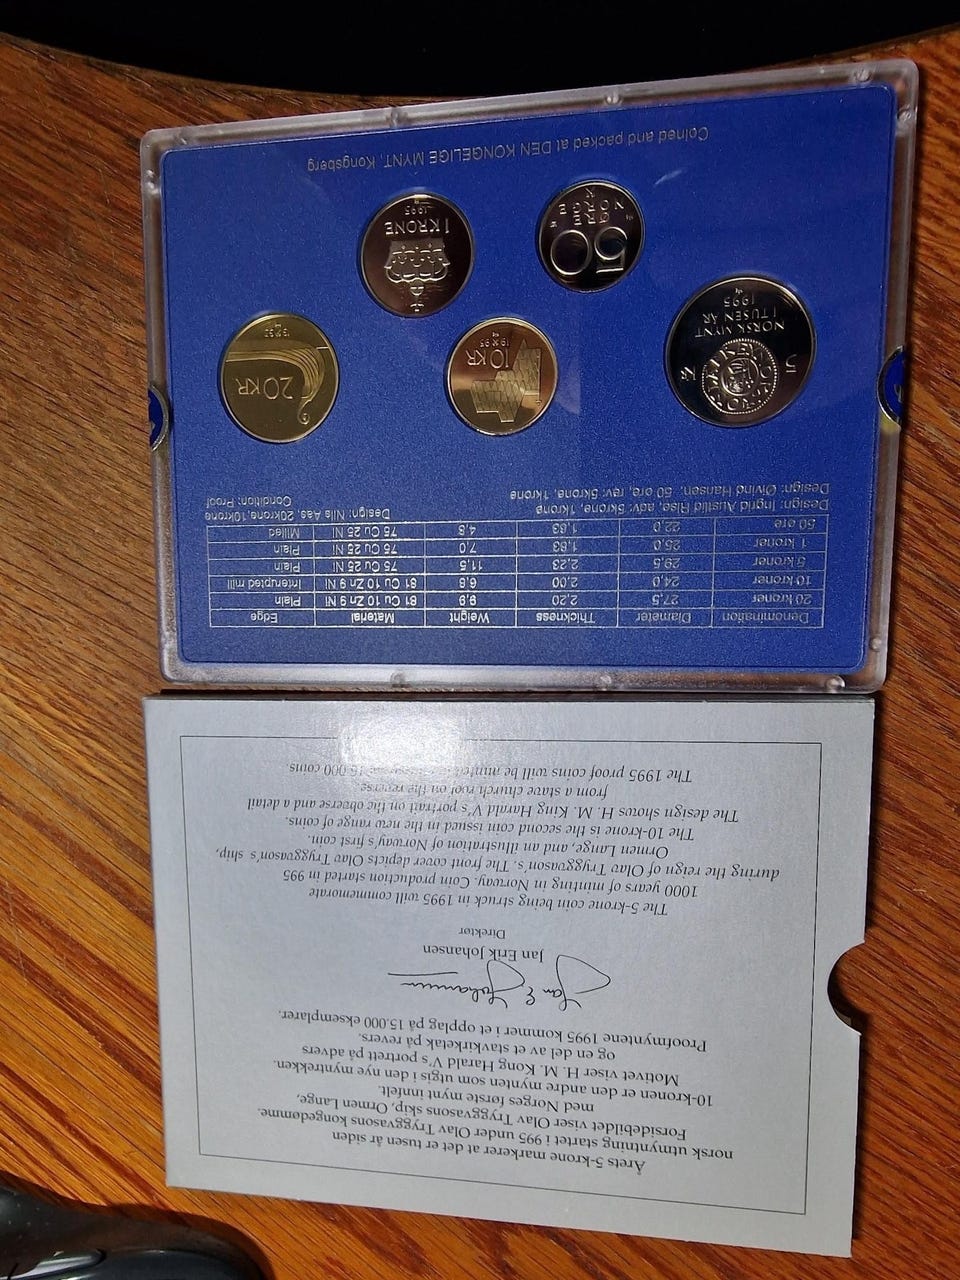 Årets 5-krone markerer at det er tusen år siden
norsk utmyntning startet i 995 under Olav Tryggvasons kongedømme.
Forsidebildet viser Olav Tryggvasons skip, Ormen Lange,
med Norges første mynt innfelt.
10-kronen er den andre mynten som utgis i den nye myntrekken.
Motivet viser H. M. Kong Harald V's portrett på advers
og en del av et stavkirketak på revers.
Proofmyntene 1995 kommer i et opplag på 15.000 eksemplarer.
Jan E Johansen
Jan Erik Johansen
Direktør
The 5-krone coin being struck in 1995 will commemorate
1000 years of minting in Norway. Coin production started in 995
during the reign of Olav Tryggvason's. The front cover depicts Olav Tryggvason's ship,
Ormen Lange, and an illustration of Norway's first coin.
The 10-krone is the second coin issued in the new range of coins.
The design shows H. M. King Harald V's portrait on the observe and a detail
from a stave church roof on the reverse.
The 1995 proof coins will be minted in 15.000 coins.
Denomination Diameter Thickness Weight Material Edge
20 kroner 27,5 2,20 9,9 81 Cu 10 Zn 9 Ni Plain
10 kroner 24,0 2,00 6,8 81 Cu 10 Zn 9 Ni Interupted mill
5 kroner 29,5 2,23 11,5 75 Cu 25 Ni Plain
1 kroner 25,0 1,83 7,0 75 Cu 25 Ni Plain
50 øre 22,0 1,83 4,8 75 Cu 25 Ni Milled
Design: Ingrid Austlid Rise, adv: 5krone, 1krone Design: Nils Aas, 20krone, 10krone
Design: Øivind Hansen, 50 øre, rev: 5krone, 1krone Condition: Proof
5 K
NORSK MYNT
I TUSEN ÅR
1995
10 KR
19 95
20 KR
19 95
50
ØRE
NORGE
K
1 KRONE
1995
Coined and packed at DEN KONGELIGE MYNT, Kongsberg